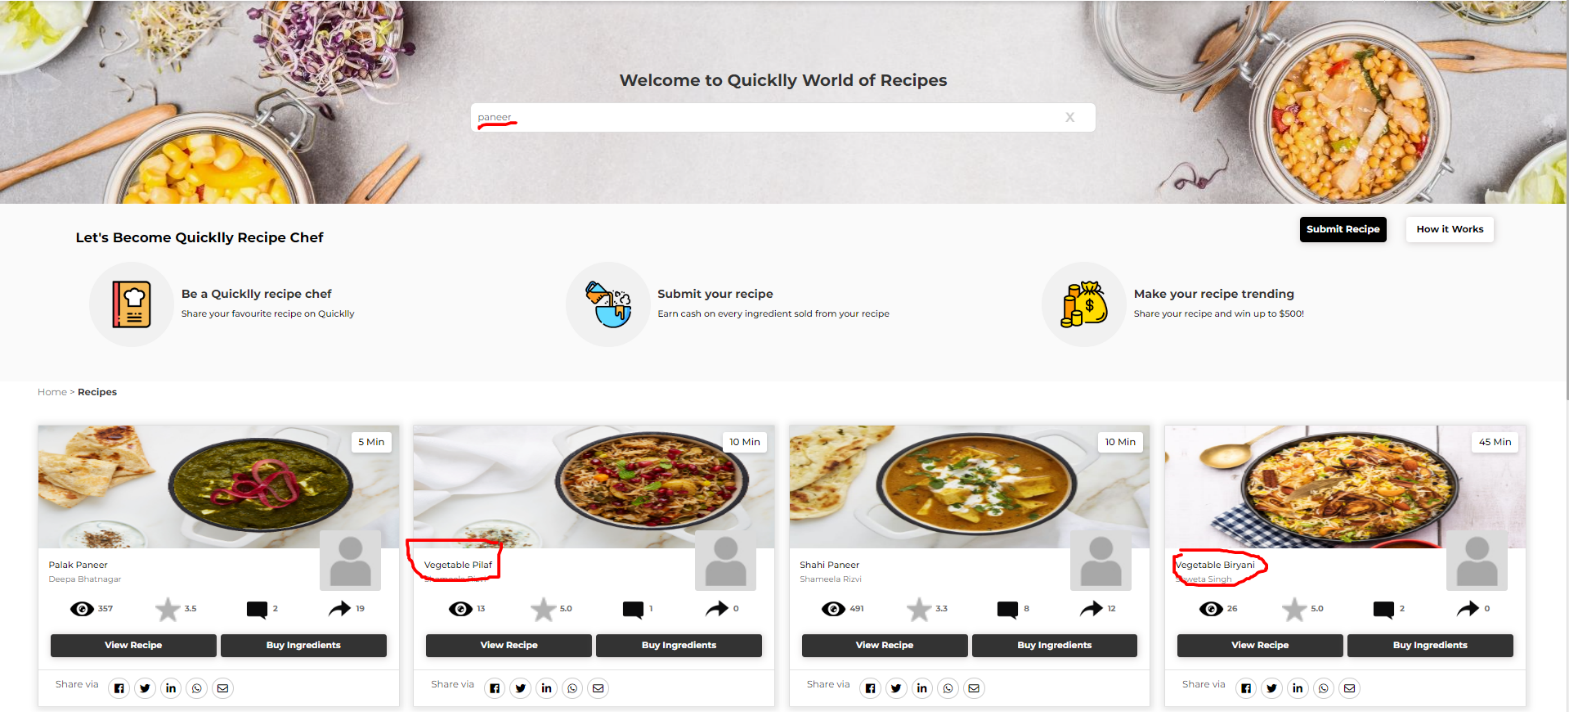 Welcome to Quicklly World of Recipes
paneer X
Let's Become Quicklly Recipe Chef
Submit Recipe How it Works
Be a Quicklly recipe chef
Share your favourite recipe on Quicklly
Submit your recipe
Earn cash on every ingredient sold from your recipe
Make your recipe trending
Share your recipe and win up to $500!
Home > Recipes
5 Min
Palak Paneer
Deepa Bhatnagar
357 3.5 2 19
View Recipe Buy Ingredients
Share via
10 Min
Vegetable Pilaf
Shameela Rizvi
13 5.0 1 0
View Recipe Buy Ingredients
Share via
10 Min
Shahi Paneer
Shameela Rizvi
491 3.3 8 12
View Recipe Buy Ingredients
Share via
45 Min
Vegetable Biryani
Shweta Singh
26 5.0 2 0
View Recipe Buy Ingredients
Share via